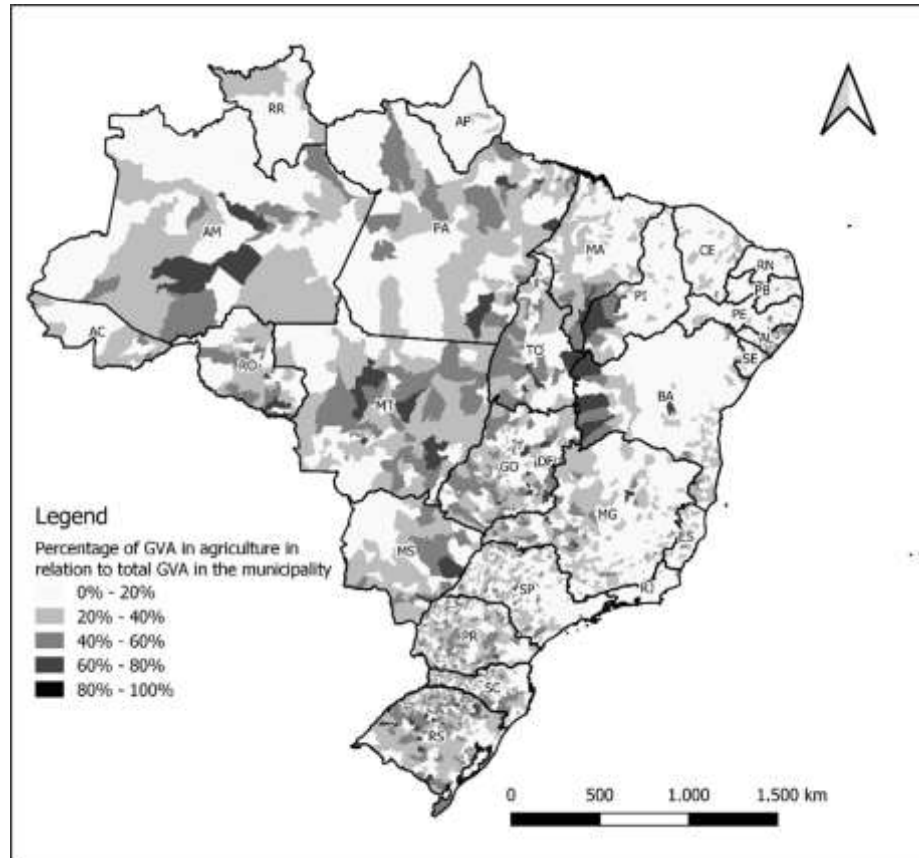 RR
AP
AM
PA
MA
CE
RN
PB
PI
PE
AL
SE
AC
TO
RO
BA
MT
GO
DF
MG
ES
MS
RJ
SP
PR
SC
RS
Legend
Percentage of GVA in agriculture in
relation to total GVA in the municipality
0% - 20%
20% - 40%
40% - 60%
60% - 80%
80% - 100%
0 500 1.000 1.500 km